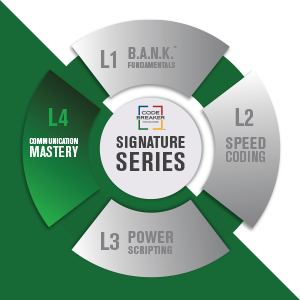 L1 B.A.N.K.™
FUNDAMENTALS
L4
COMMUNICATION
MASTERY
CODE
BREAKER
SIGNATURE
SERIES
L2
SPEED
CODING
L3 POWER
SCRIPTING